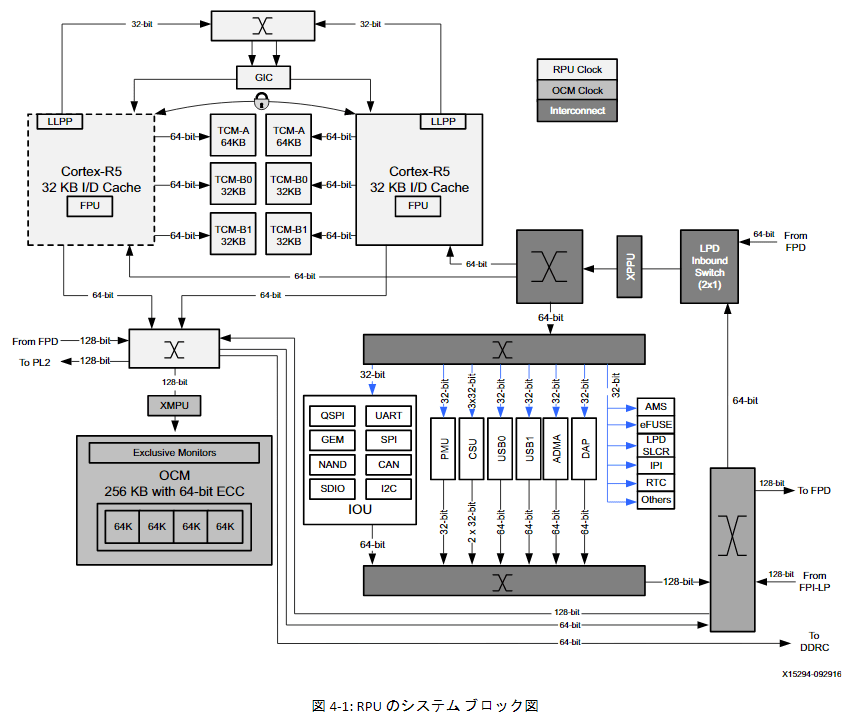 32-bit
32-bit
GIC
RPU Clock
OCM Clock
Interconnect
LLPP
LLPP
Cortex-R5
32 KB I/D Cache
FPU
64-bit
TCM-A
64KB
TCM-A
64KB
64-bit
64-bit
TCM-B0
32KB
TCM-B0
32KB
64-bit
64-bit
TCM-B1
32KB
TCM-B1
32KB
64-bit
Cortex-R5
32 KB I/D Cache
FPU
64-bit
64-bit
XPPU
LPD
Inbound
Switch
(2x1)
64-bit
From
FPD
64-bit
64-bit
64-bit
From FPD
128-bit
To PL2
128-bit
128-bit
XMPU
Exclusive Monitors
OCM
256 KB with 64-bit ECC
64K
64K
64K
64K
32-bit
32-bit
3x32-bit
32-bit
32-bit
32-bit
32-bit
32-bit
QSPI
UART
GEM
SPI
NAND
CAN
SDIO
I2C
IOU
PMU
CSU
USB0
USB1
ADMA
DAP
AMS
eFUSE
LPD
SLCR
IPI
RTC
Others
64-bit
64-bit
32-bit
2 x 32-bit
64-bit
64-bit
64-bit
64-bit
128-bit
128-bit
To FPD
128-bit
From
FPI-LP
128-bit
64-bit
64-bit
To
DDRC
X15294-092916
図 4-1: RPU のシステム ブロック図